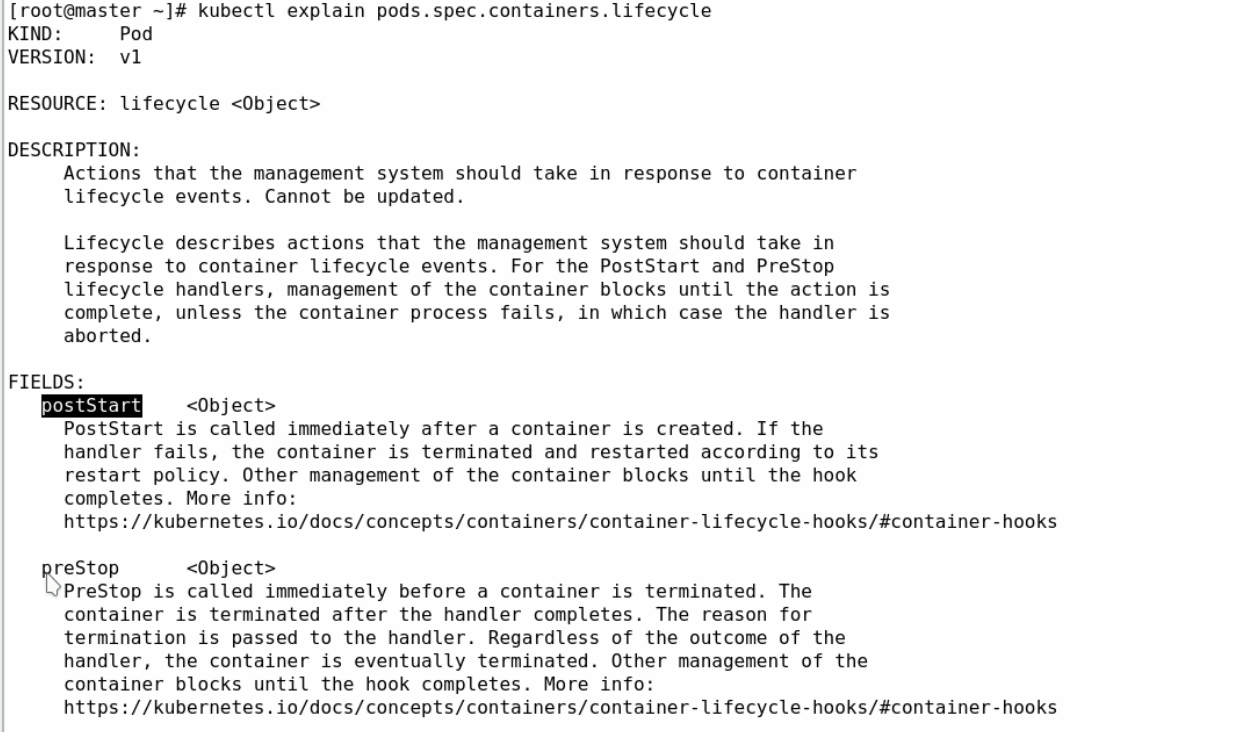 [root@master ~]# kubectl explain pods.spec.containers.lifecycle
KIND:     Pod
VERSION:  v1
RESOURCE: lifecycle <Object>
DESCRIPTION:
Actions that the management system should take in response to container
lifecycle events. Cannot be updated.
Lifecycle describes actions that the management system should take in
response to container lifecycle events. For the PostStart and PreStop
lifecycle handlers, management of the container blocks until the action is
complete, unless the container process fails, in which case the handler is
aborted.
FIELDS:
postStart    <Object>
PostStart is called immediately after a container is created. If the
handler fails, the container is terminated and restarted according to its
restart policy. Other management of the container blocks until the hook
completes. More info:
https://kubernetes.io/docs/concepts/containers/container-lifecycle-hooks/#container-hooks
preStop      <Object>
PreStop is called immediately before a container is terminated. The
container is terminated after the handler completes. The reason for
termination is passed to the handler. Regardless of the outcome of the
handler, the container is eventually terminated. Other management of the
container blocks until the hook completes. More info:
https://kubernetes.io/docs/concepts/containers/container-lifecycle-hooks/#container-hooks